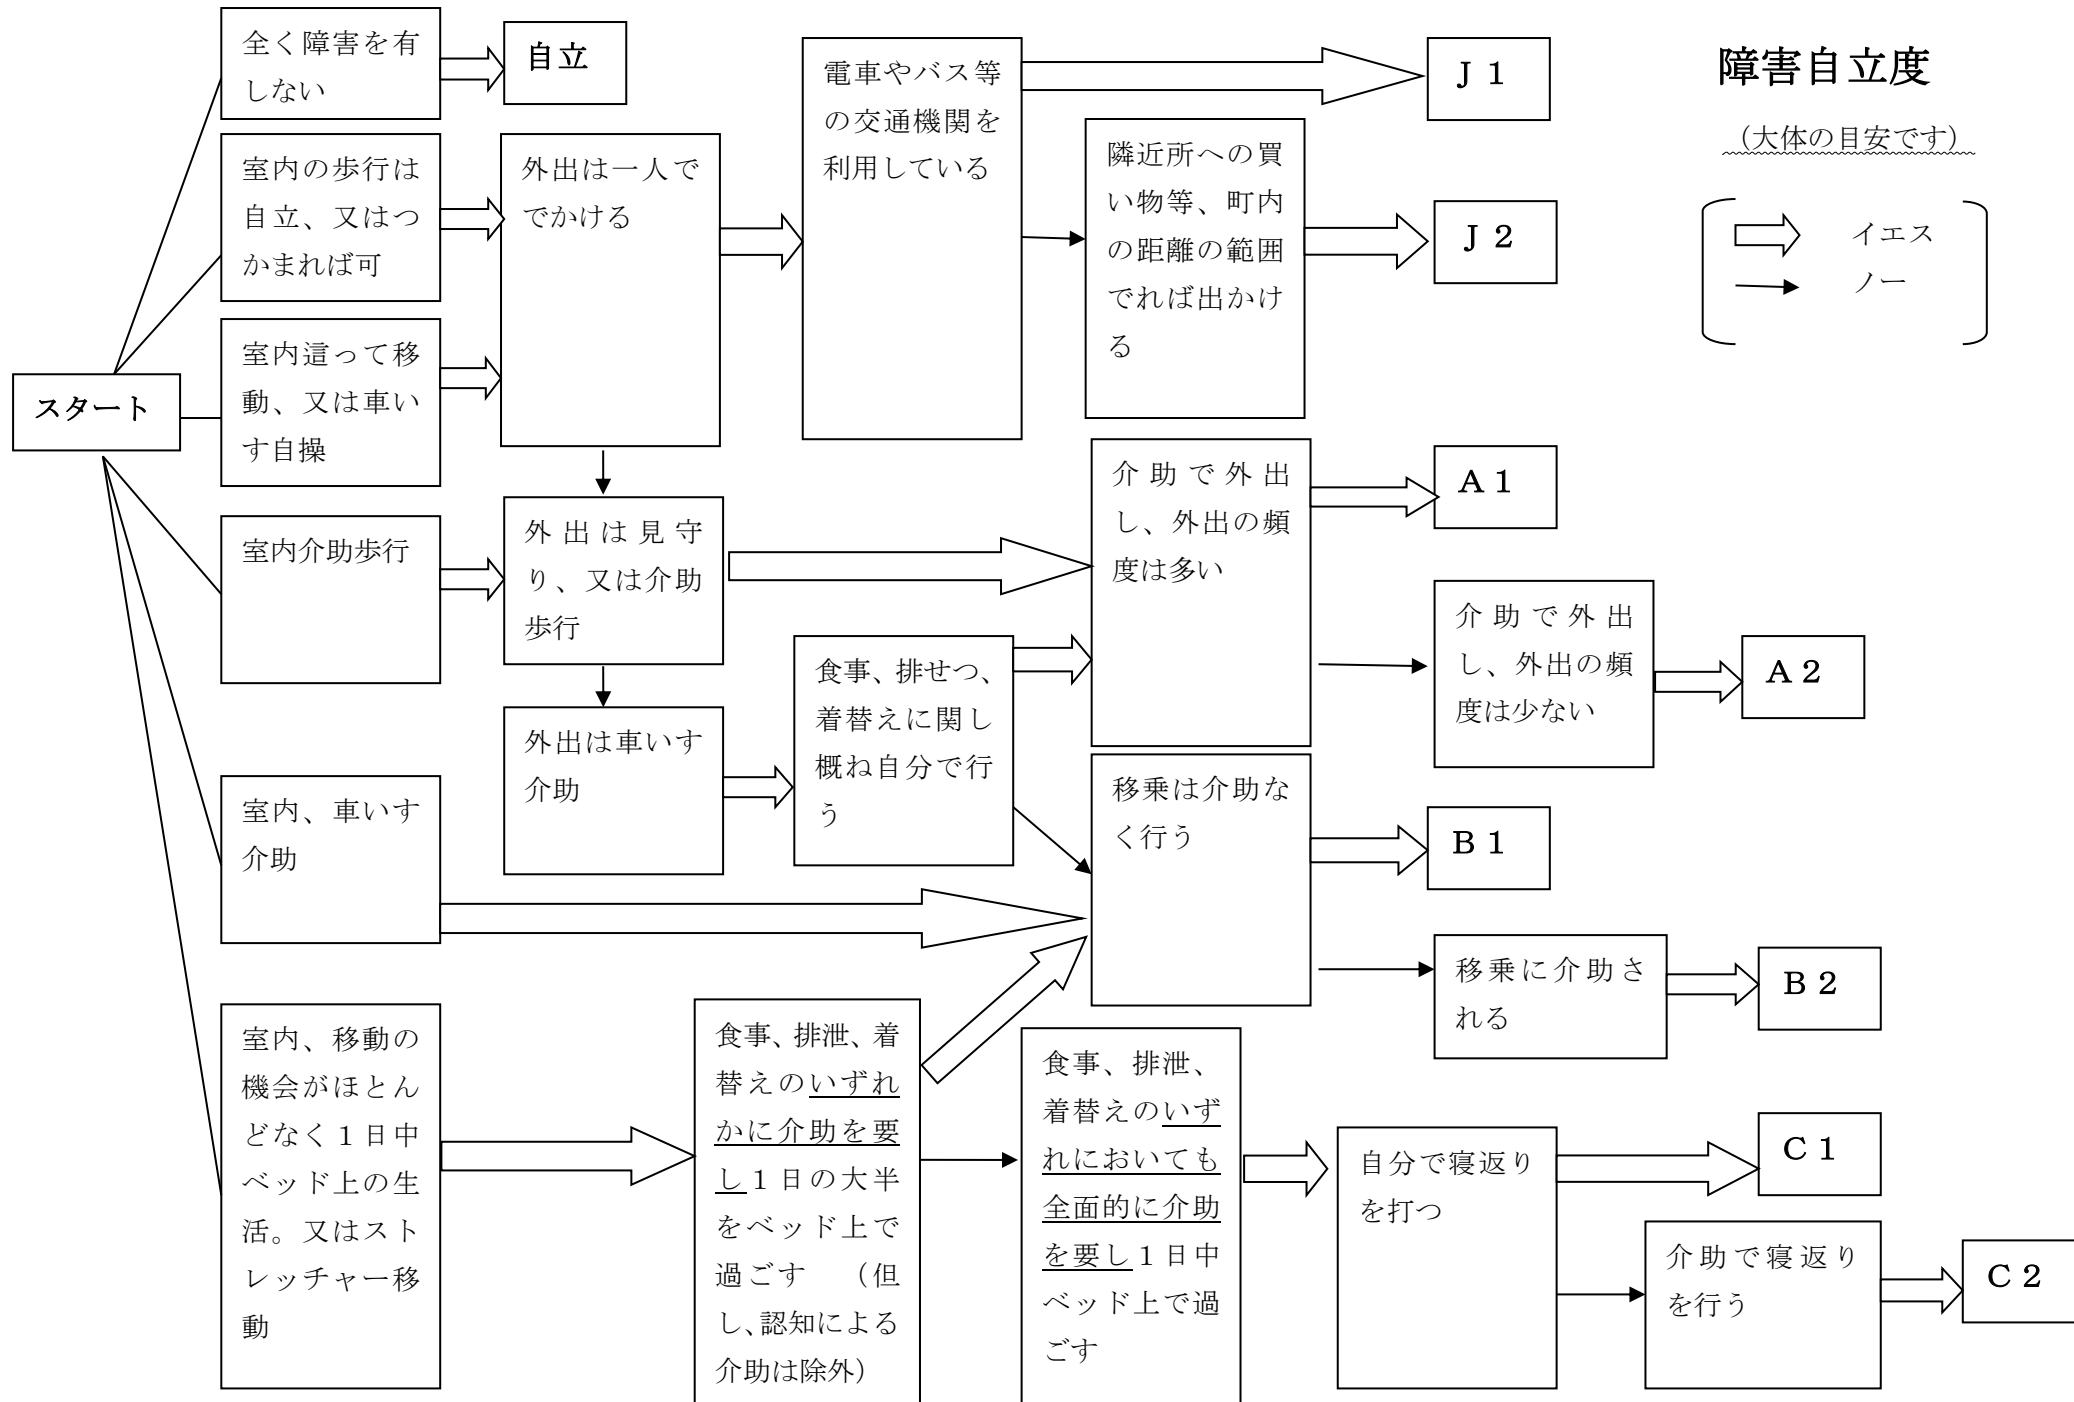 全く障害を有
しない
自立
電車やバス等
の交通機関を
利用している
Ｊ１
障害自立度
（大体の目安です）
イエス
ノー
室内の歩行は
自立、又はつ
かまれば可
外出は一人で
でかける
隣近所への買
い物等、町内
の距離の範囲
でれば出かけ
る
Ｊ２
室内這って移
動、又は車い
す自操
スタート
室内介助歩行
外出は見守
り、又は介助
歩行
介助で外出
し、外出の頻
度は多い
Ａ１
介助で外出
し、外出の頻
度は少ない
Ａ２
外出は車いす
介助
食事、排せつ、
着替えに関し
概ね自分で行
う
移乗は介助な
く行う
Ｂ１
室内、車いす
介助
移乗に介助さ
れる
Ｂ２
室内、移動の
機会がほとん
どなく１日中
ベッド上の生
活。又はスト
レッチャー移
動
食事、排泄、着
替えのいずれ
かに介助を要
し１日の大半
をベッド上で
過ごす　（但
し、認知による
介助は除外）
食事、排泄、
着替えのいず
れにおいても
全面的に介助
を要し１日中
ベッド上で過
ごす
自分で寝返り
を打つ
Ｃ１
介助で寝返り
を行う
Ｃ２